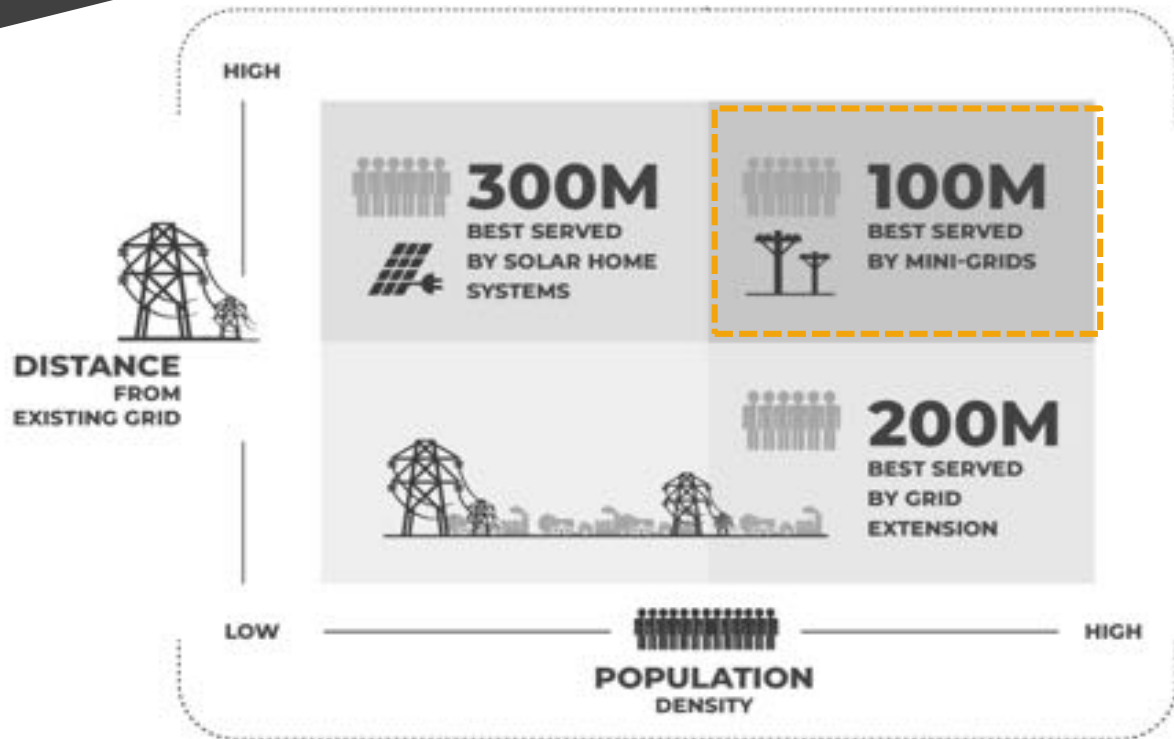 HIGH
300M
BEST SERVED
BY SOLAR HOME
SYSTEMS
100M
BEST SERVED
BY MINI-GRIDS
DISTANCE
FROM
EXISTING GRID
200M
BEST SERVED
BY GRID
EXTENSION
LOW
HIGH
POPULATION
DENSITY